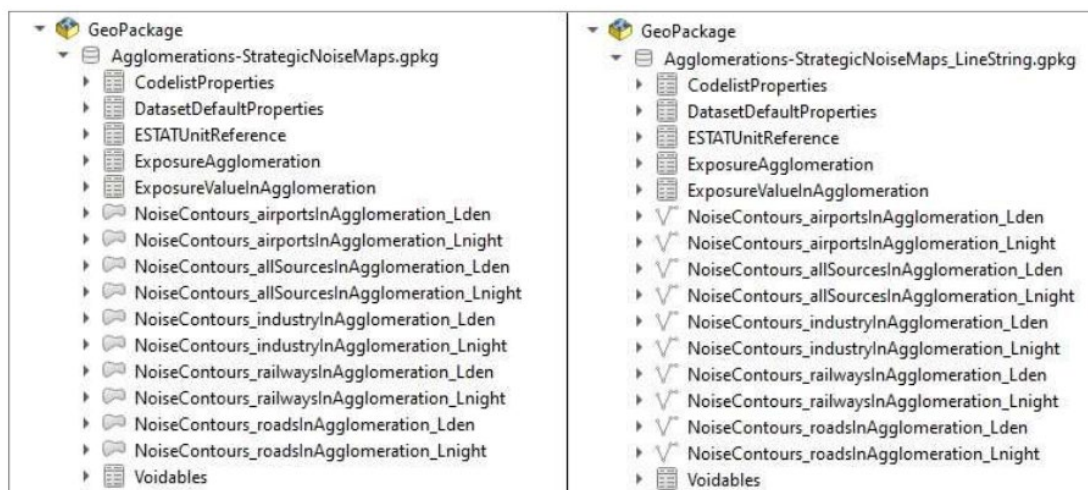 GeoPackage
Agglomerations-StrategicNoiseMaps.gpkg
CodelistProperties
DatasetDefaultProperties
ESTATUnitReference
ExposureAgglomeration
ExposureValueInAgglomeration
NoiseContours_airportsInAgglomeration_Lden
NoiseContours_airportsInAgglomeration_Lnight
NoiseContours_allSourcesInAgglomeration_Lden
NoiseContours_allSourcesInAgglomeration_Lnight
NoiseContours_industryInAgglomeration_Lden
NoiseContours_industryInAgglomeration_Lnight
NoiseContours_railwaysInAgglomeration_Lden
NoiseContours_railwaysInAgglomeration_Lnight
NoiseContours_roadsInAgglomeration_Lden
NoiseContours_roadsInAgglomeration_Lnight
Voidables
GeoPackage
Agglomerations-StrategicNoiseMaps_LineString.gpkg
CodelistProperties
DatasetDefaultProperties
ESTATUnitReference
ExposureAgglomeration
ExposureValueInAgglomeration
NoiseContours_airportsInAgglomeration_Lden
NoiseContours_airportsInAgglomeration_Lnight
NoiseContours_allSourcesInAgglomeration_Lden
NoiseContours_allSourcesInAgglomeration_Lnight
NoiseContours_industryInAgglomeration_Lden
NoiseContours_industryInAgglomeration_Lnight
NoiseContours_railwaysInAgglomeration_Lden
NoiseContours_railwaysInAgglomeration_Lnight
NoiseContours_roadsInAgglomeration_Lden
NoiseContours_roadsInAgglomeration_Lnight
Voidables